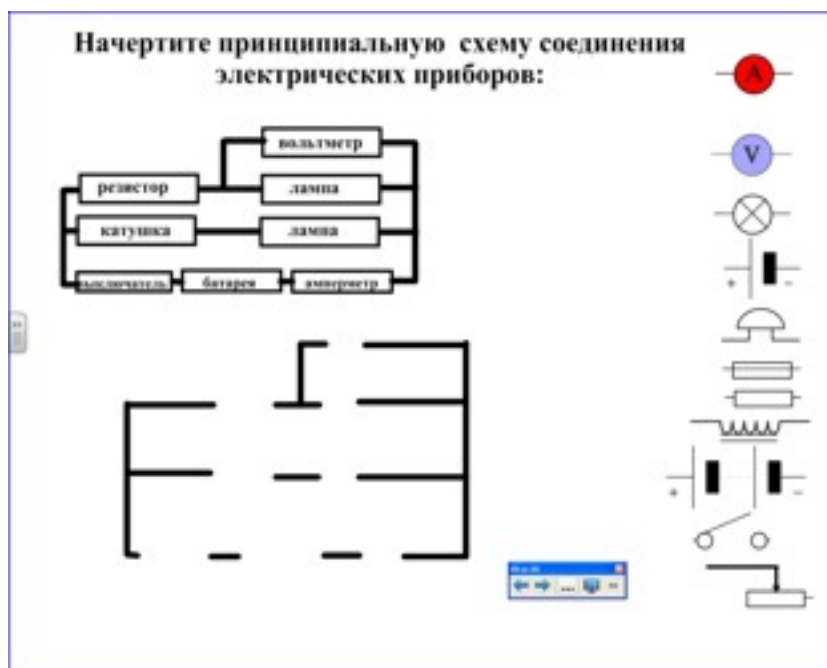 Начертите принципиальную схему соединения
электрических приборов:
вольтметр
резистор
лампа
катушка
лампа
выключатель
батарея
амперметр
A
V
+ -
+ -